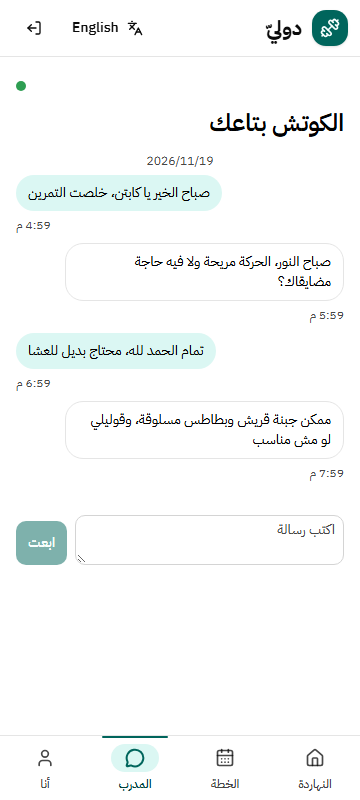 دوليّ
English
الكوتش بتاعك
2026/11/19
صباح الخير يا كابتن، خلصت التمرين
4:59 م
صباح النور، الحركة مريحة ولا فيه حاجة
مضايقاك؟
5:59 م
تمام الحمد لله، محتاج بديل للعشا
6:59 م
ممكن جبنة قريش وبطاطس مسلوقة، وقوليلي
لو مش مناسب
7:59 م
اكتب رسالة
ابعت
النهاردة
الخطة
المدرب
أنا